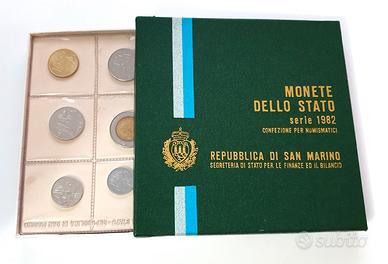 MONETE
DELLO STATO
serie 1982
CONFEZIONE PER NUMISMATICI
REPUBBLICA DI SAN MARINO
SEGRETERIA DI STATO PER LE FINANZE ED IL BILANCIO
subito